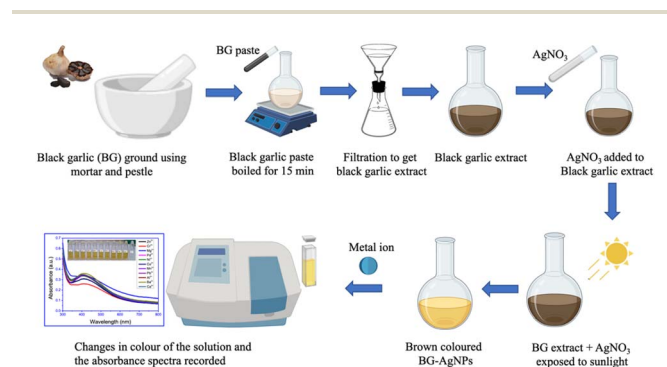 BG paste
AgNO₃
Black garlic (BG) ground using
mortar and pestle
Black garlic paste
boiled for 15 min
Filtration to get
black garlic extract
Black garlic extract
AgNO₃ added to
Black garlic extract
Metal ion
Absorbance (a.u.)
Wavelength (nm)
Changes in colour of the solution and
the absorbance spectra recorded
Brown coloured
BG-AgNPs
BG extract + AgNO₃
exposed to sunlight